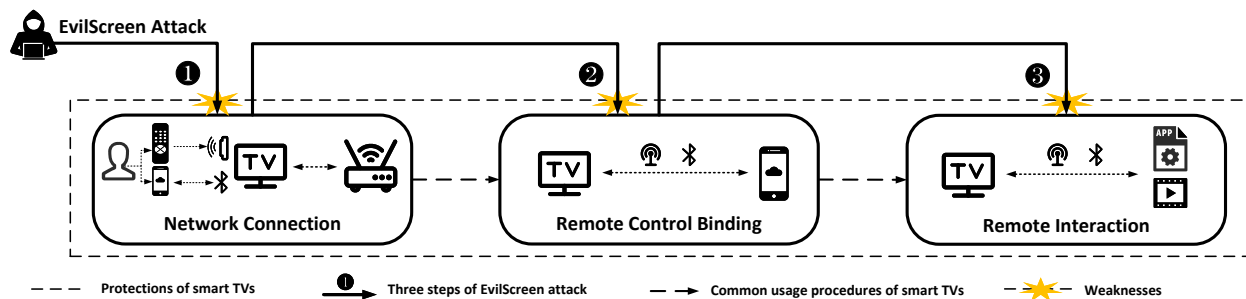 EvilScreen Attack
❶
❷
❸
TV
Network Connection
TV
Remote Control Binding
APP
TV
Remote Interaction
Protections of smart TVs
❶
Three steps of EvilScreen attack
Common usage procedures of smart TVs
Weaknesses